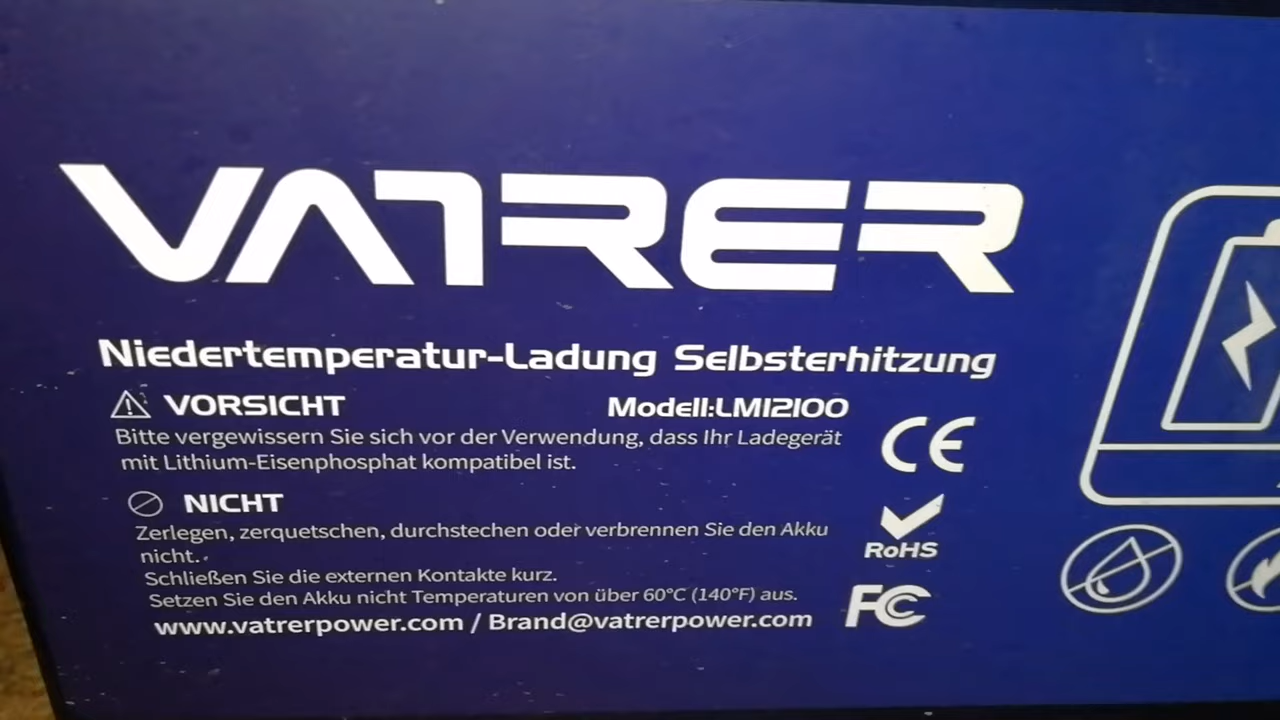 VATRER
Niedertemperatur-Ladung Selbsterhitzung
VORSICHT
Modell:LM12100
Bitte vergewissern Sie sich vor der Verwendung, dass Ihr Ladegerät
mit Lithium-Eisenphosphat kompatibel ist.
CE
NICHT
Zerlegen, zerquetschen, durchstechen oder verbrennen Sie den Akku
nicht.
RoHS
Schließen Sie die externen Kontakte kurz.
Setzen Sie den Akku nicht Temperaturen von über 60°C (140°F) aus.
FC
www.vatrerpower.com / Brand@vatrerpower.com